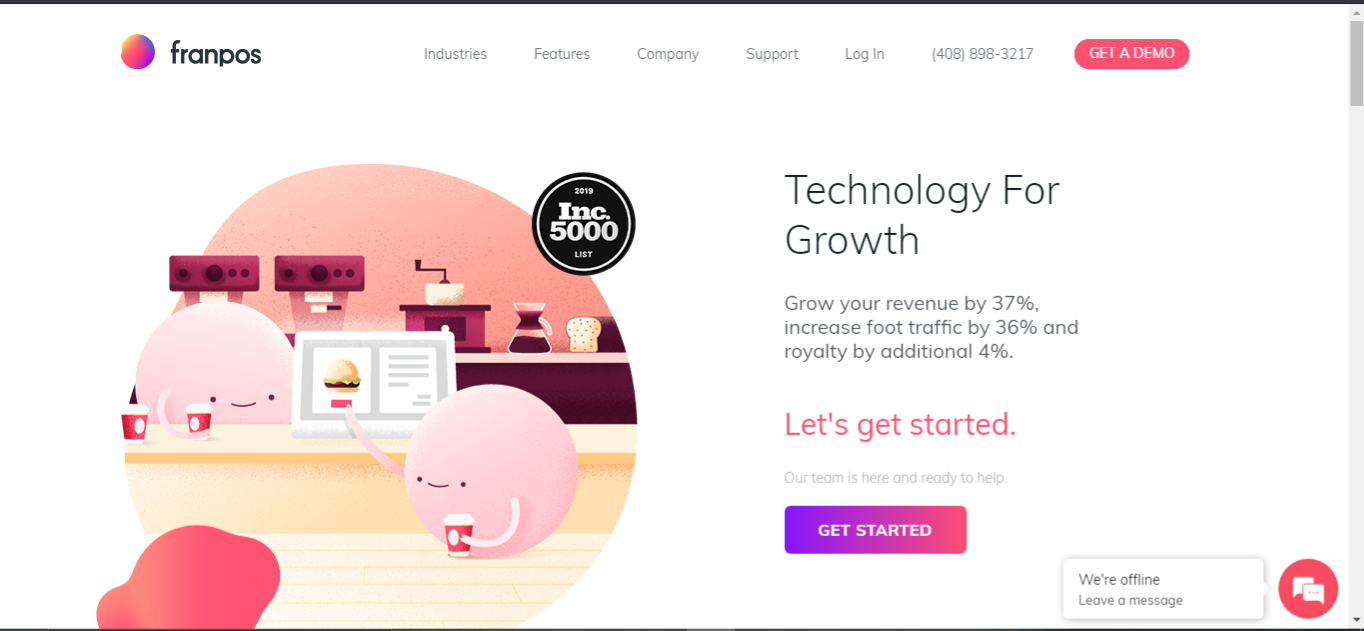 franpos
Industries Features Company Support Log In (408) 898-3217 GET A DEMO
2019
Inc.
5000
LIST
Technology For
Growth
Grow your revenue by 37%,
increase foot traffic by 36% and
royalty by additional 4%.
Let's get started.
Our team is here and ready to help.
GET STARTED
We're offline
Leave a message